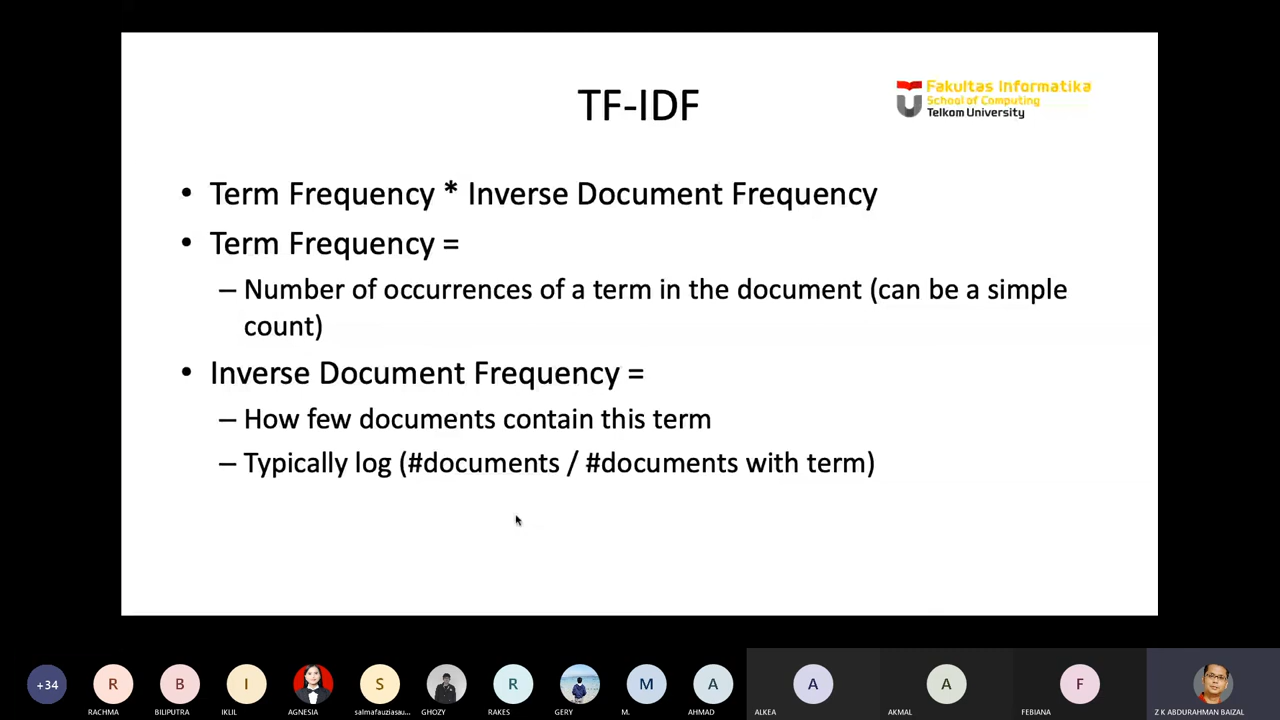 TF-IDF
Fakultas Informatika
School of Computing
Telkom University
• Term Frequency * Inverse Document Frequency
• Term Frequency =
– Number of occurrences of a term in the document (can be a simple
count)
• Inverse Document Frequency =
– How few documents contain this term
– Typically log (#documents / #documents with term)
+34
R
B
I
S
R
M
A
A
A
F
RACHMA
BILIPUTRA
IKLIL
AGNESIA
salmafauziasau...
GHOZY
RAKES
GERY
M.
AHMAD
ALKEA
AKMAL
FEBIANA
Z K ABDURAHMAN BAIZAL